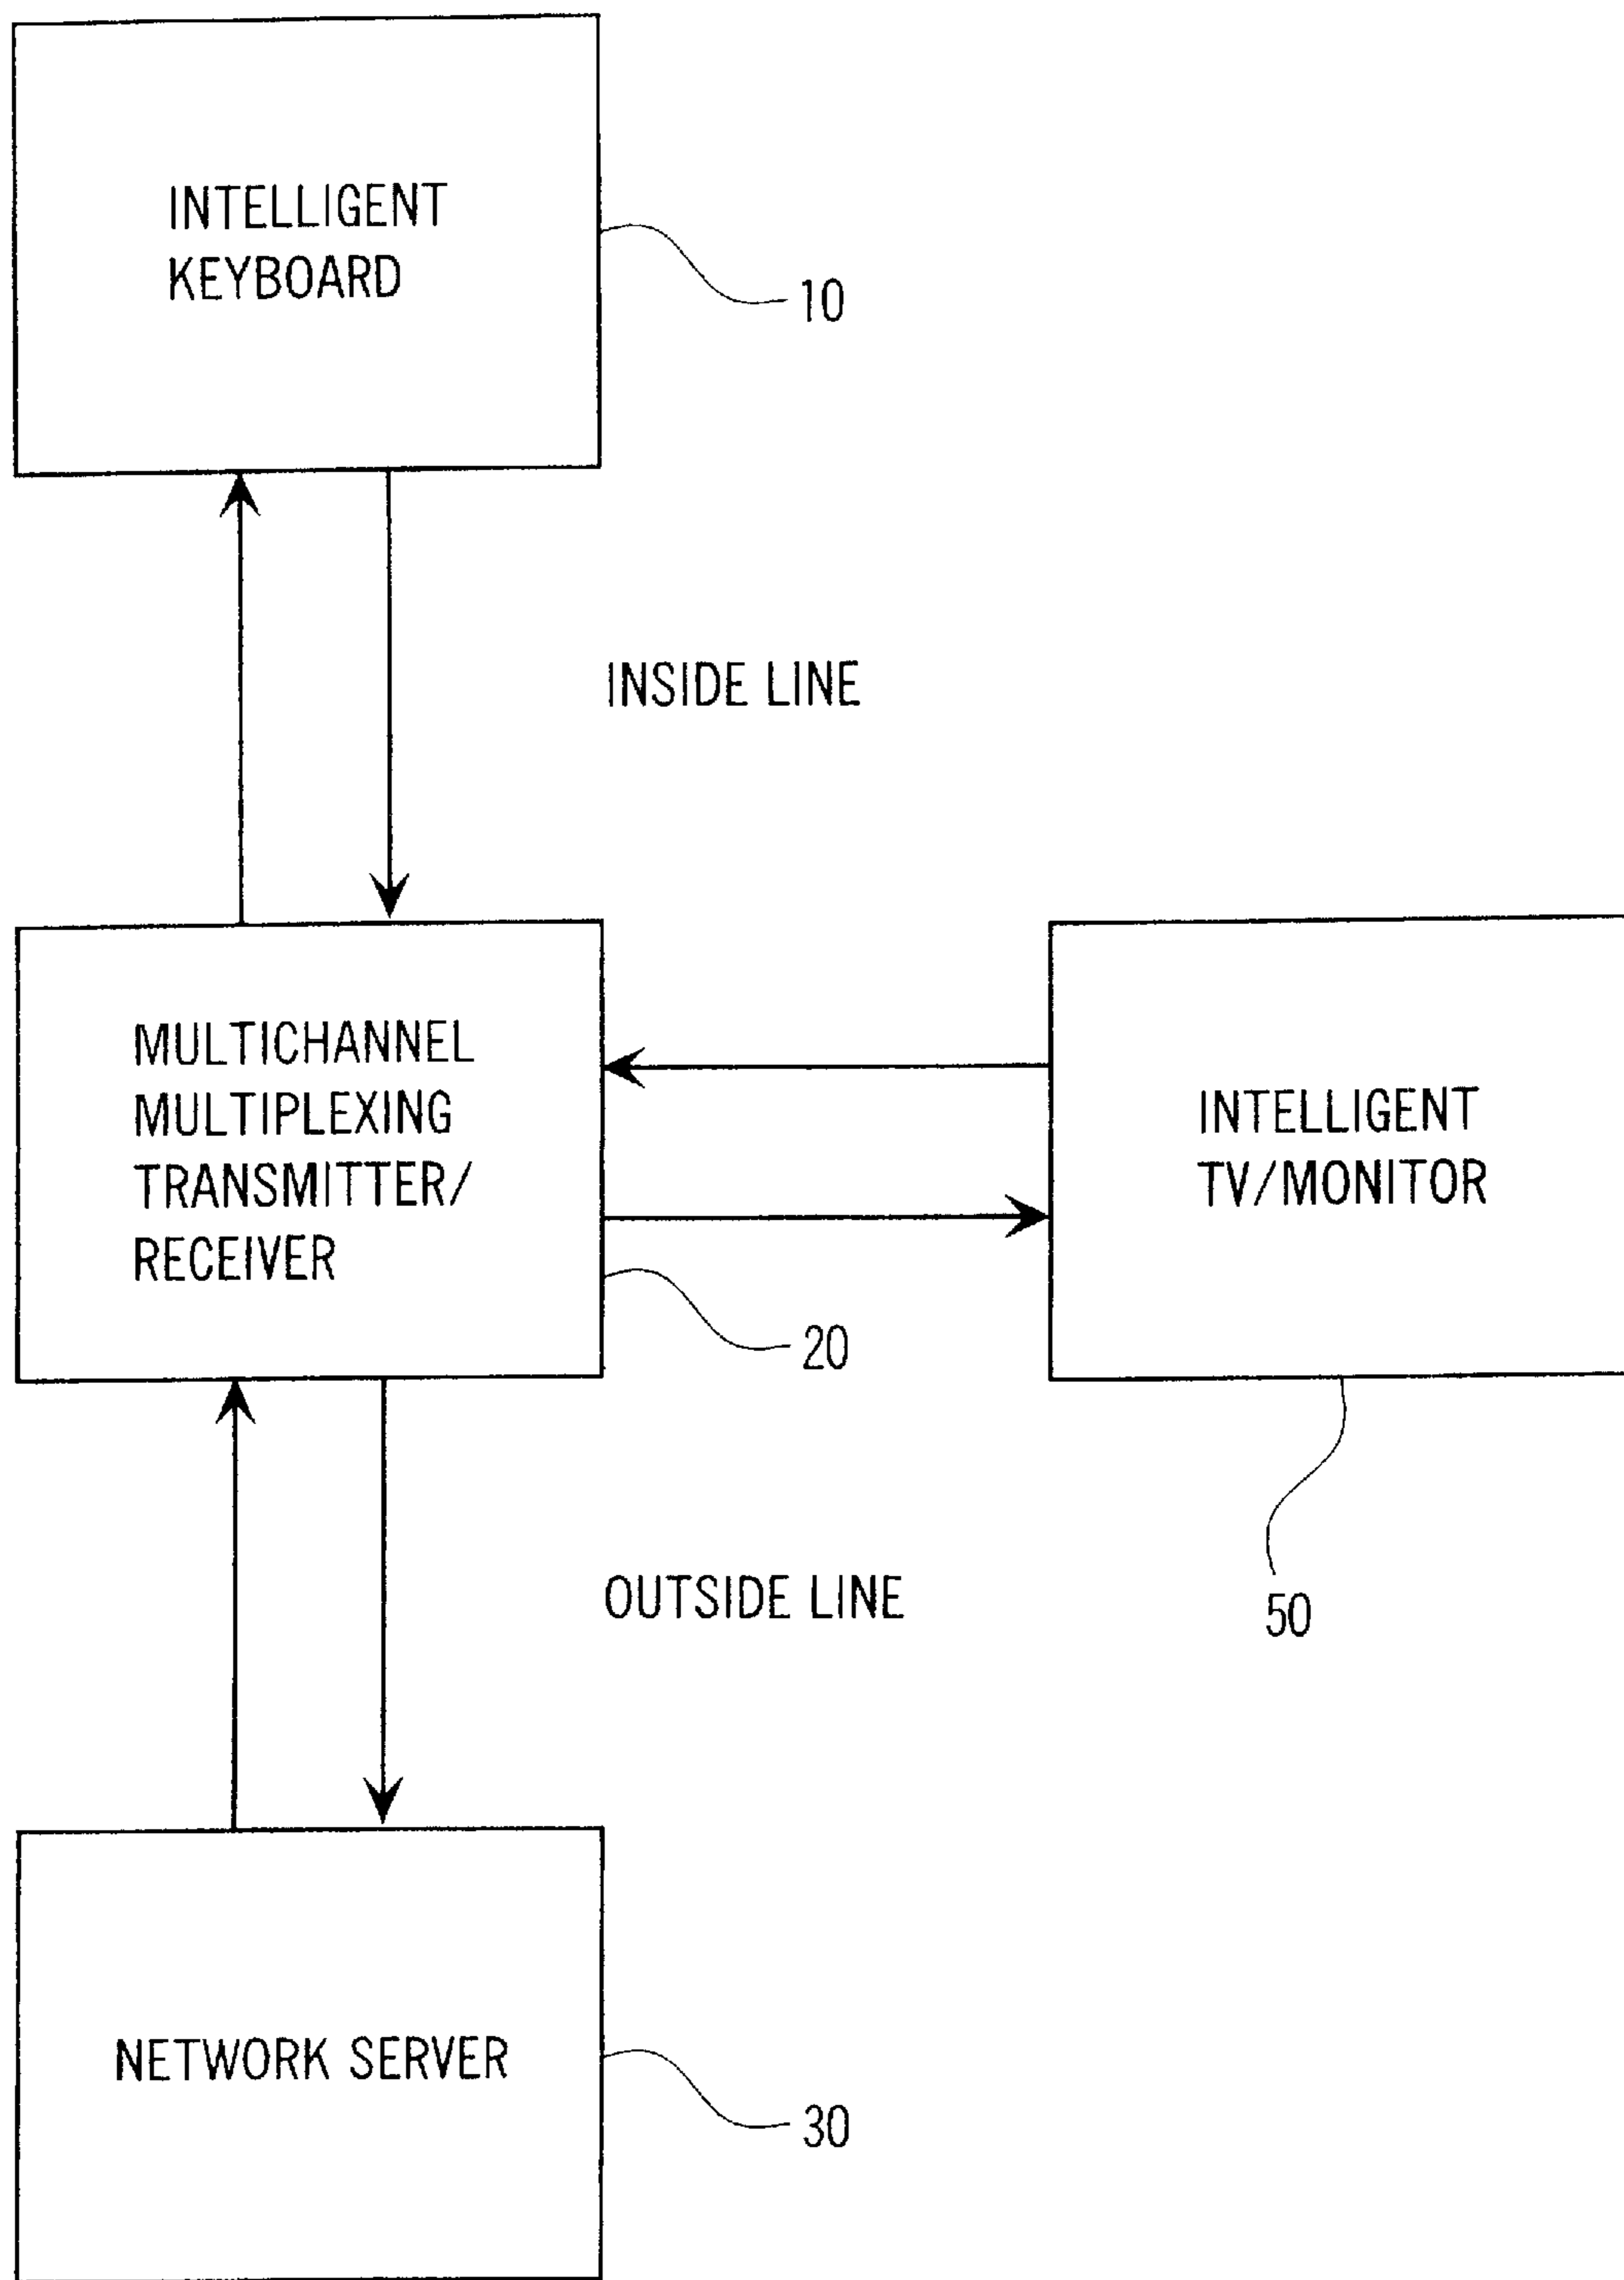 INTELLIGENT
KEYBOARD
10
INSIDE LINE
MULTICHANNEL
MULTIPLEXING
TRANSMITTER/
RECEIVER
20
INTELLIGENT
TV/MONITOR
50
OUTSIDE LINE
NETWORK SERVER
30